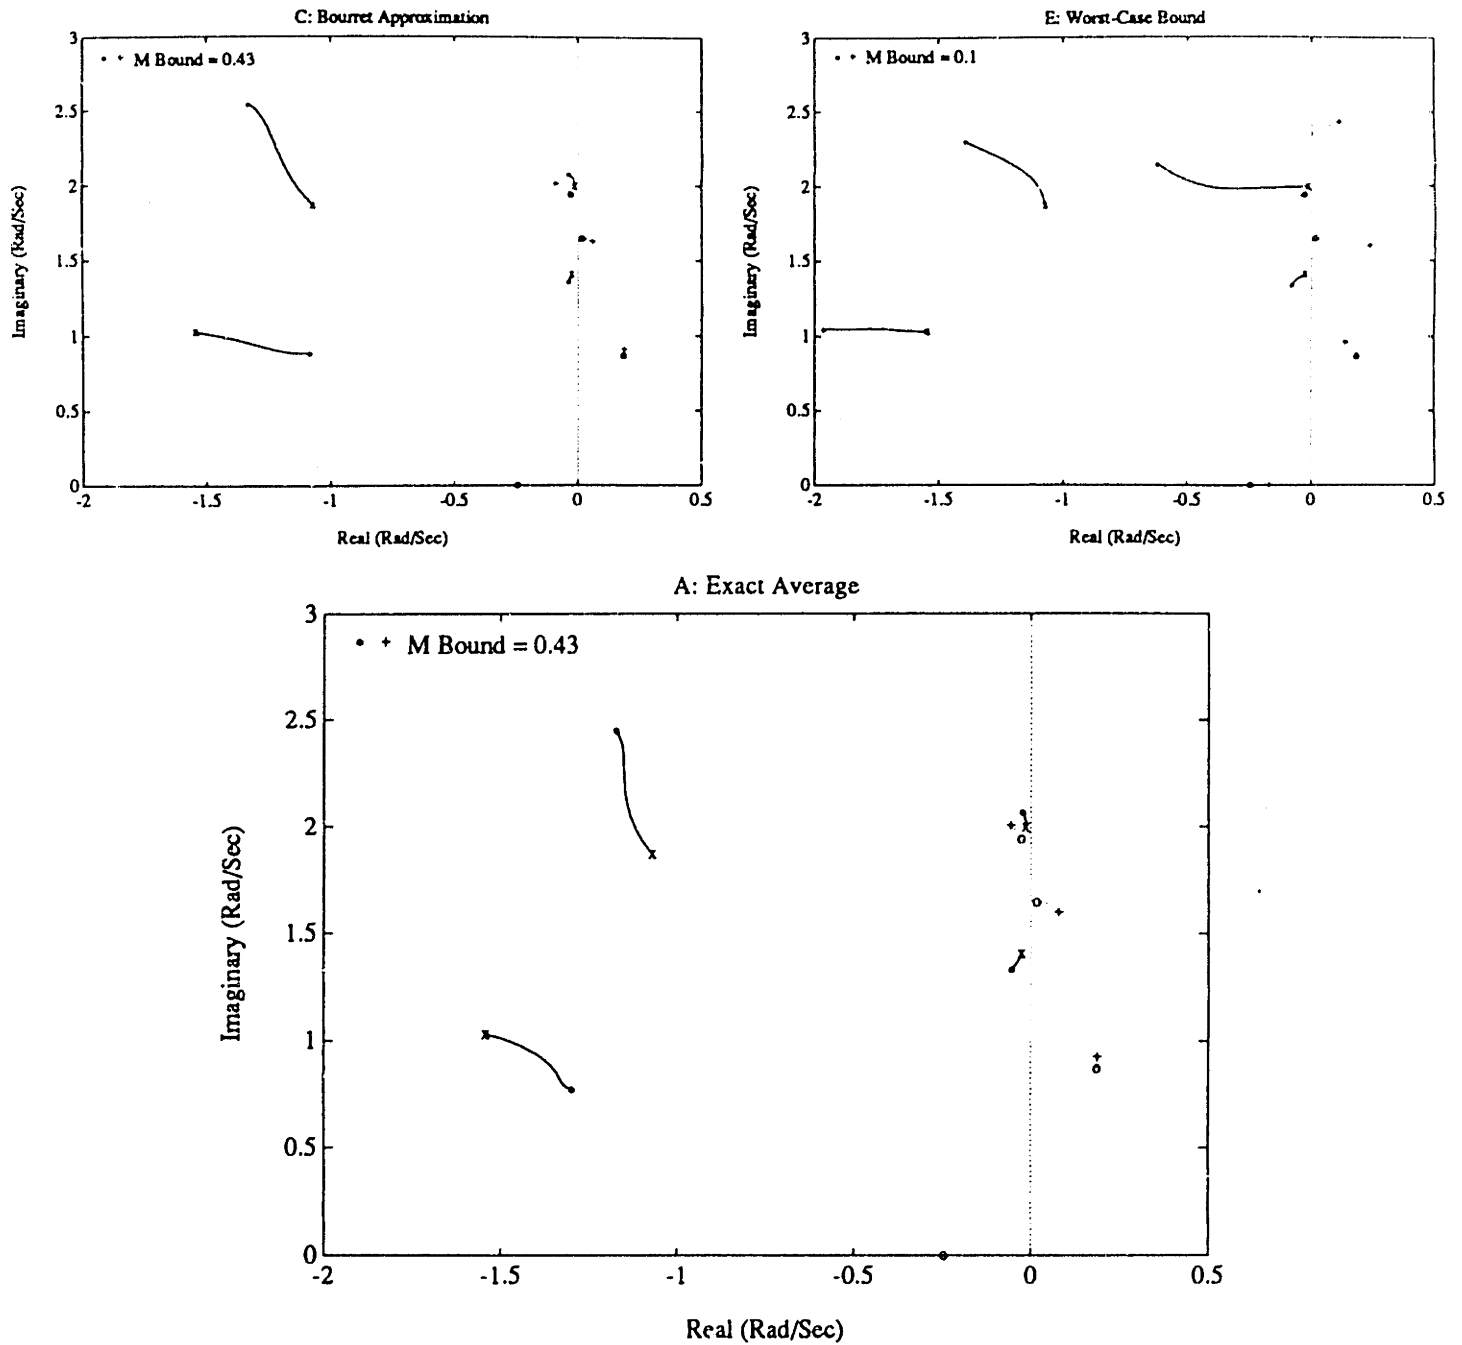 C: Bourret Approximation
• + M Bound = 0.43
3
2.5
2
1.5
1
0.5
0
-2 -1.5 -1 -0.5 0 0.5
Imaginary (Rad/Sec)
Real (Rad/Sec)
E: Worst-Case Bound
• + M Bound = 0.1
3
2.5
2
1.5
1
0.5
0
-2 -1.5 -1 -0.5 0 0.5
Imaginary (Rad/Sec)
Real (Rad/Sec)
A: Exact Average
• + M Bound = 0.43
3
2.5
2
1.5
1
0.5
0
-2 -1.5 -1 -0.5 0 0.5
Imaginary (Rad/Sec)
Real (Rad/Sec)